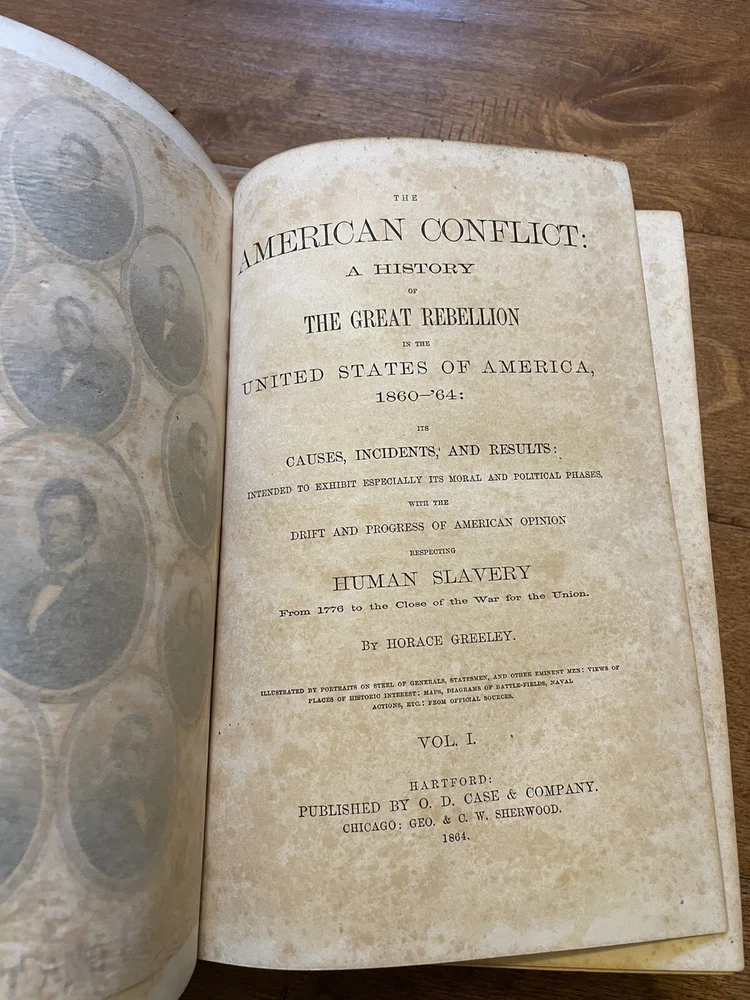 THE
AMERICAN CONFLICT:
A HISTORY
OF
THE GREAT REBELLION
IN THE
UNITED STATES OF AMERICA,
1860–'64:
ITS
CAUSES, INCIDENTS, AND RESULTS:
INTENDED TO EXHIBIT ESPECIALLY ITS MORAL AND POLITICAL PHASES,
WITH THE
DRIFT AND PROGRESS OF AMERICAN OPINION
RESPECTING
HUMAN SLAVERY
From 1776 to the Close of the War for the Union.
By HORACE GREELEY.
ILLUSTRATED BY PORTRAITS ON STEEL OF GENERALS, STATESMEN, AND OTHER EMINENT MEN: VIEWS OF
PLACES OF HISTORIC INTEREST: MAPS, DIAGRAMS OF BATTLE-FIELDS, NAVAL
ACTIONS, ETC.: FROM OFFICIAL SOURCES.
VOL. I.
HARTFORD:
PUBLISHED BY O. D. CASE & COMPANY.
CHICAGO: GEO. & C. W. SHERWOOD.
1864.